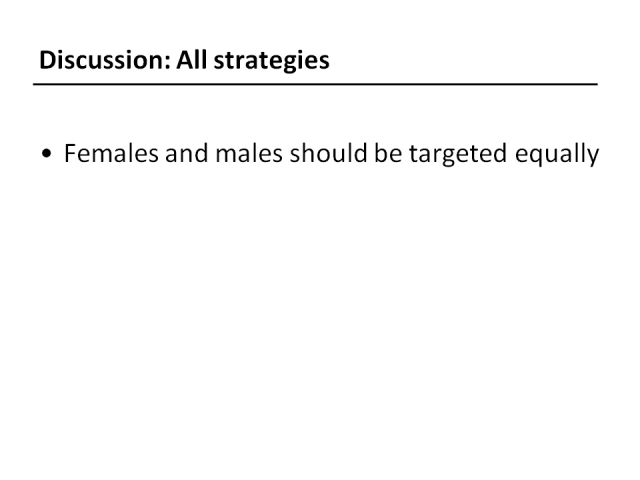 Discussion: All strategies
• Females and males should be targeted equally